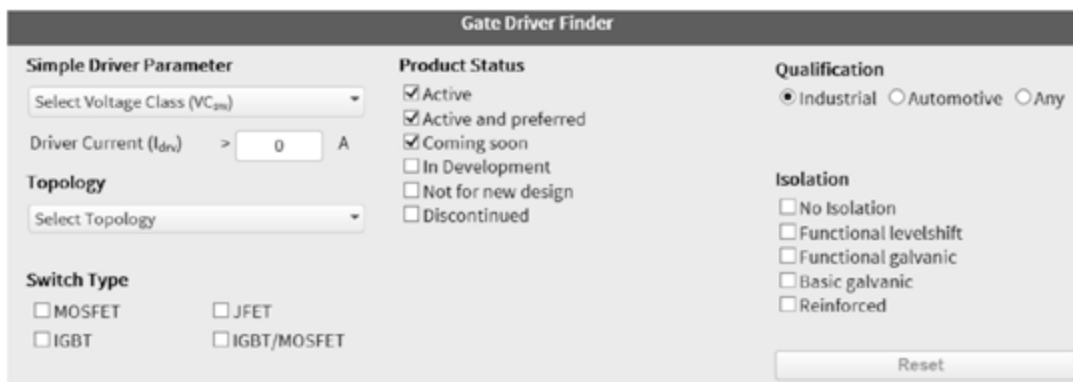 Gate Driver Finder
Simple Driver Parameter
Select Voltage Class (VC
Driver Current (Idrv) > 0 A
Topology
Select Topology
Switch Type
MOSFET JFET
IGBT IGBT/MOSFET
Product Status
Active
Active and preferred
Coming soon
In Development
Not for new design
Discontinued
Qualification
Industrial Automotive Any
Isolation
No Isolation
Functional levelshift
Functional galvanic
Basic galvanic
Reinforced
Reset